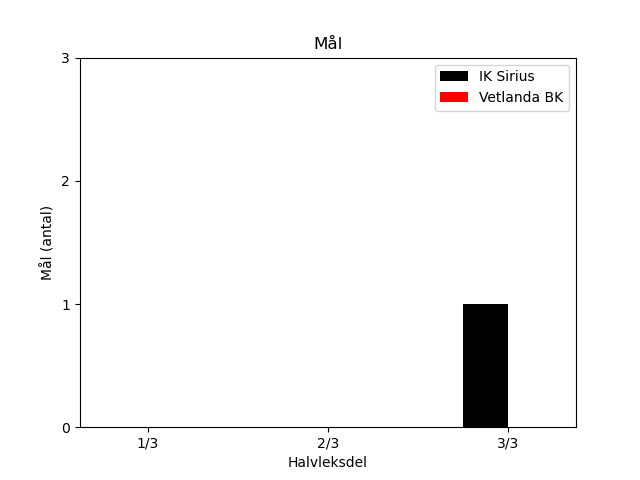 Mål
IK Sirius
Vetlanda BK
Mål (antal)
3
2
1
0
1/3
2/3
3/3
Halvleksdel